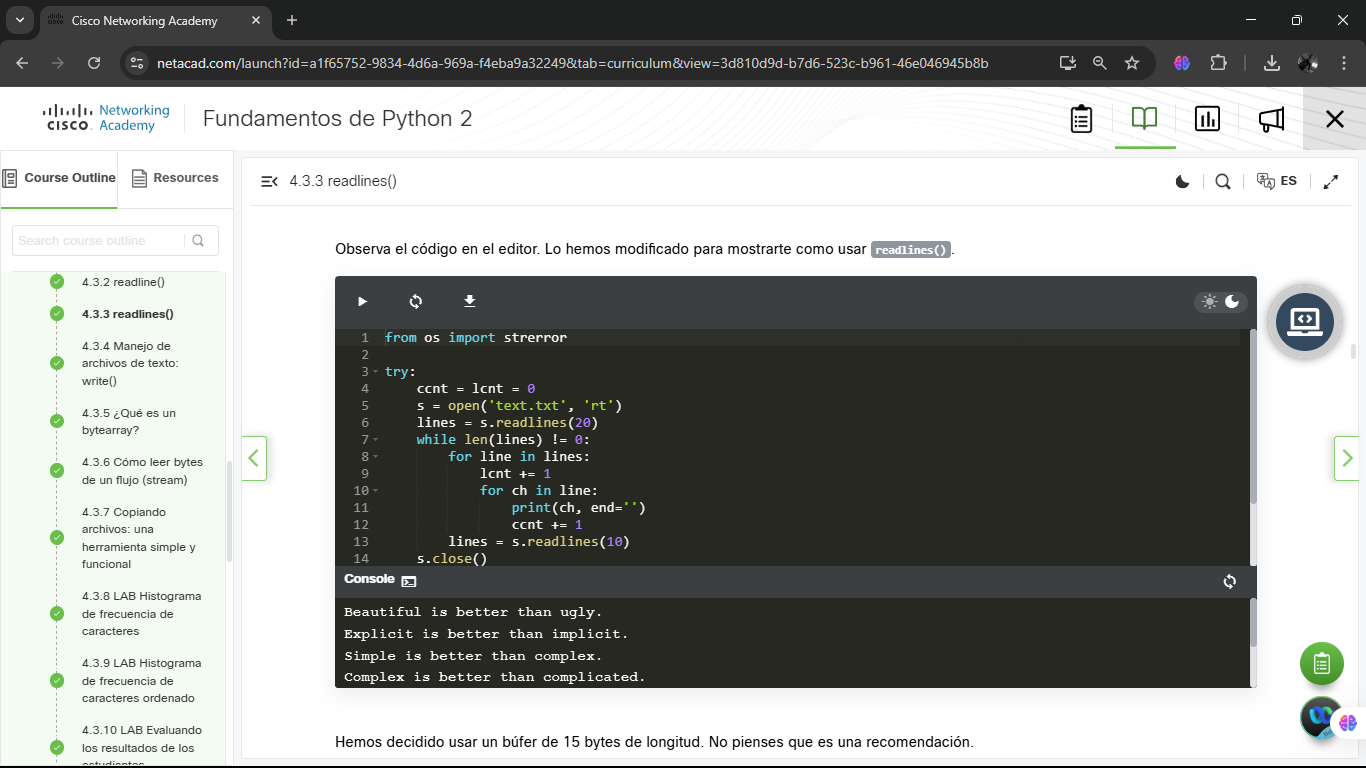 Cisco Networking Academy
netacad.com/launch?id=a1f65752-9834-4d6a-969a-f4eba9a32249&tab=curriculum&view=3d810d9d-b7d6-523c-b961-46e046945b8b
CISCO Networking Academy
Fundamentos de Python 2
Course Outline
Resources
Search course outline
4.3.2 readline()
4.3.3 readlines()
4.3.4 Manejo de
archivos de texto:
write()
4.3.5 ¿Qué es un
bytearray?
4.3.6 Cómo leer bytes
de un flujo (stream)
4.3.7 Copiando
archivos: una
herramienta simple y
funcional
4.3.8 LAB Histograma
de frecuencia de
caracteres
4.3.9 LAB Histograma
de frecuencia de
caracteres ordenado
4.3.10 LAB Evaluando
los resultados de los
estudiantes
4.3.3 readlines()
ES
Observa el código en el editor. Lo hemos modificado para mostrarte como usar readlines().
1 from os import strerror
2
3 try:
4 ccnt = lcnt = 0
5 s = open('text.txt', 'rt')
6 lines = s.readlines(20)
7 while len(lines) != 0:
8 for line in lines:
9 lcnt += 1
10 for ch in line:
11 print(ch, end='')
12 ccnt += 1
13 lines = s.readlines(10)
14 s.close()
Console
Beautiful is better than ugly.
Explicit is better than implicit.
Simple is better than complex.
Complex is better than complicated.
Hemos decidido usar un búfer de 15 bytes de longitud. No pienses que es una recomendación.